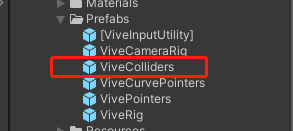 Materials
Prefabs
[ViveInputUtility]
ViveCameraRig
ViveColliders
ViveCurvePointers
VivePointers
ViveRig
Resources